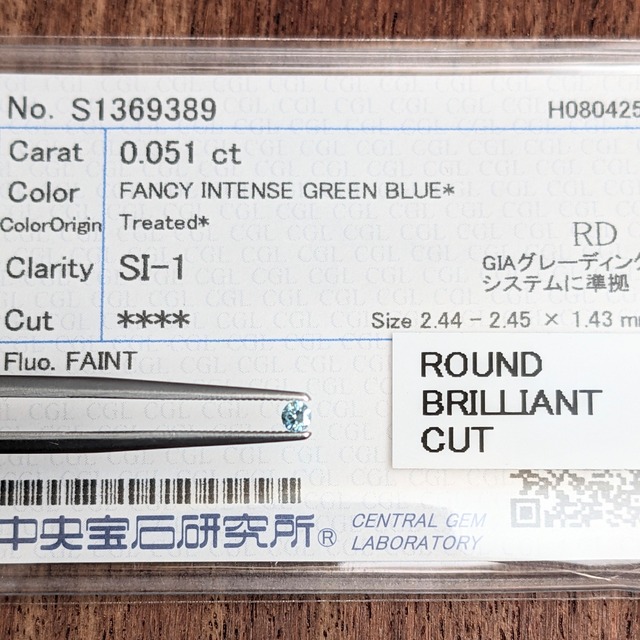 No. S1369389
H080425
Carat 0.051 ct
Color FANCY INTENSE GREEN BLUE*
ColorOrigin Treated*
RD
Clarity SI-1
GIAグレーディング
システムに準拠
Cut ****
Size 2.44 - 2.45 × 1.43 mm
Fluo. FAINT
ROUND
BRILLIANT
CUT
中央宝石研究所®
CENTRAL GEM
LABORATORY